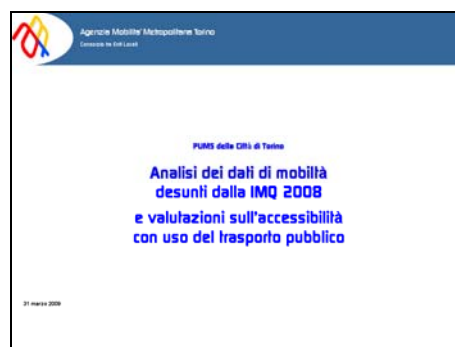 Agenzia Mobilita' Metropolitana Torino
Consorzio tra Enti Locali
PUMS della Città di Torino
Analisi dei dati di mobiltà
desunti dalla IMQ 2008
e valutazioni sull'accessibilità
con uso del trasporto pubblico
31 marzo 2009